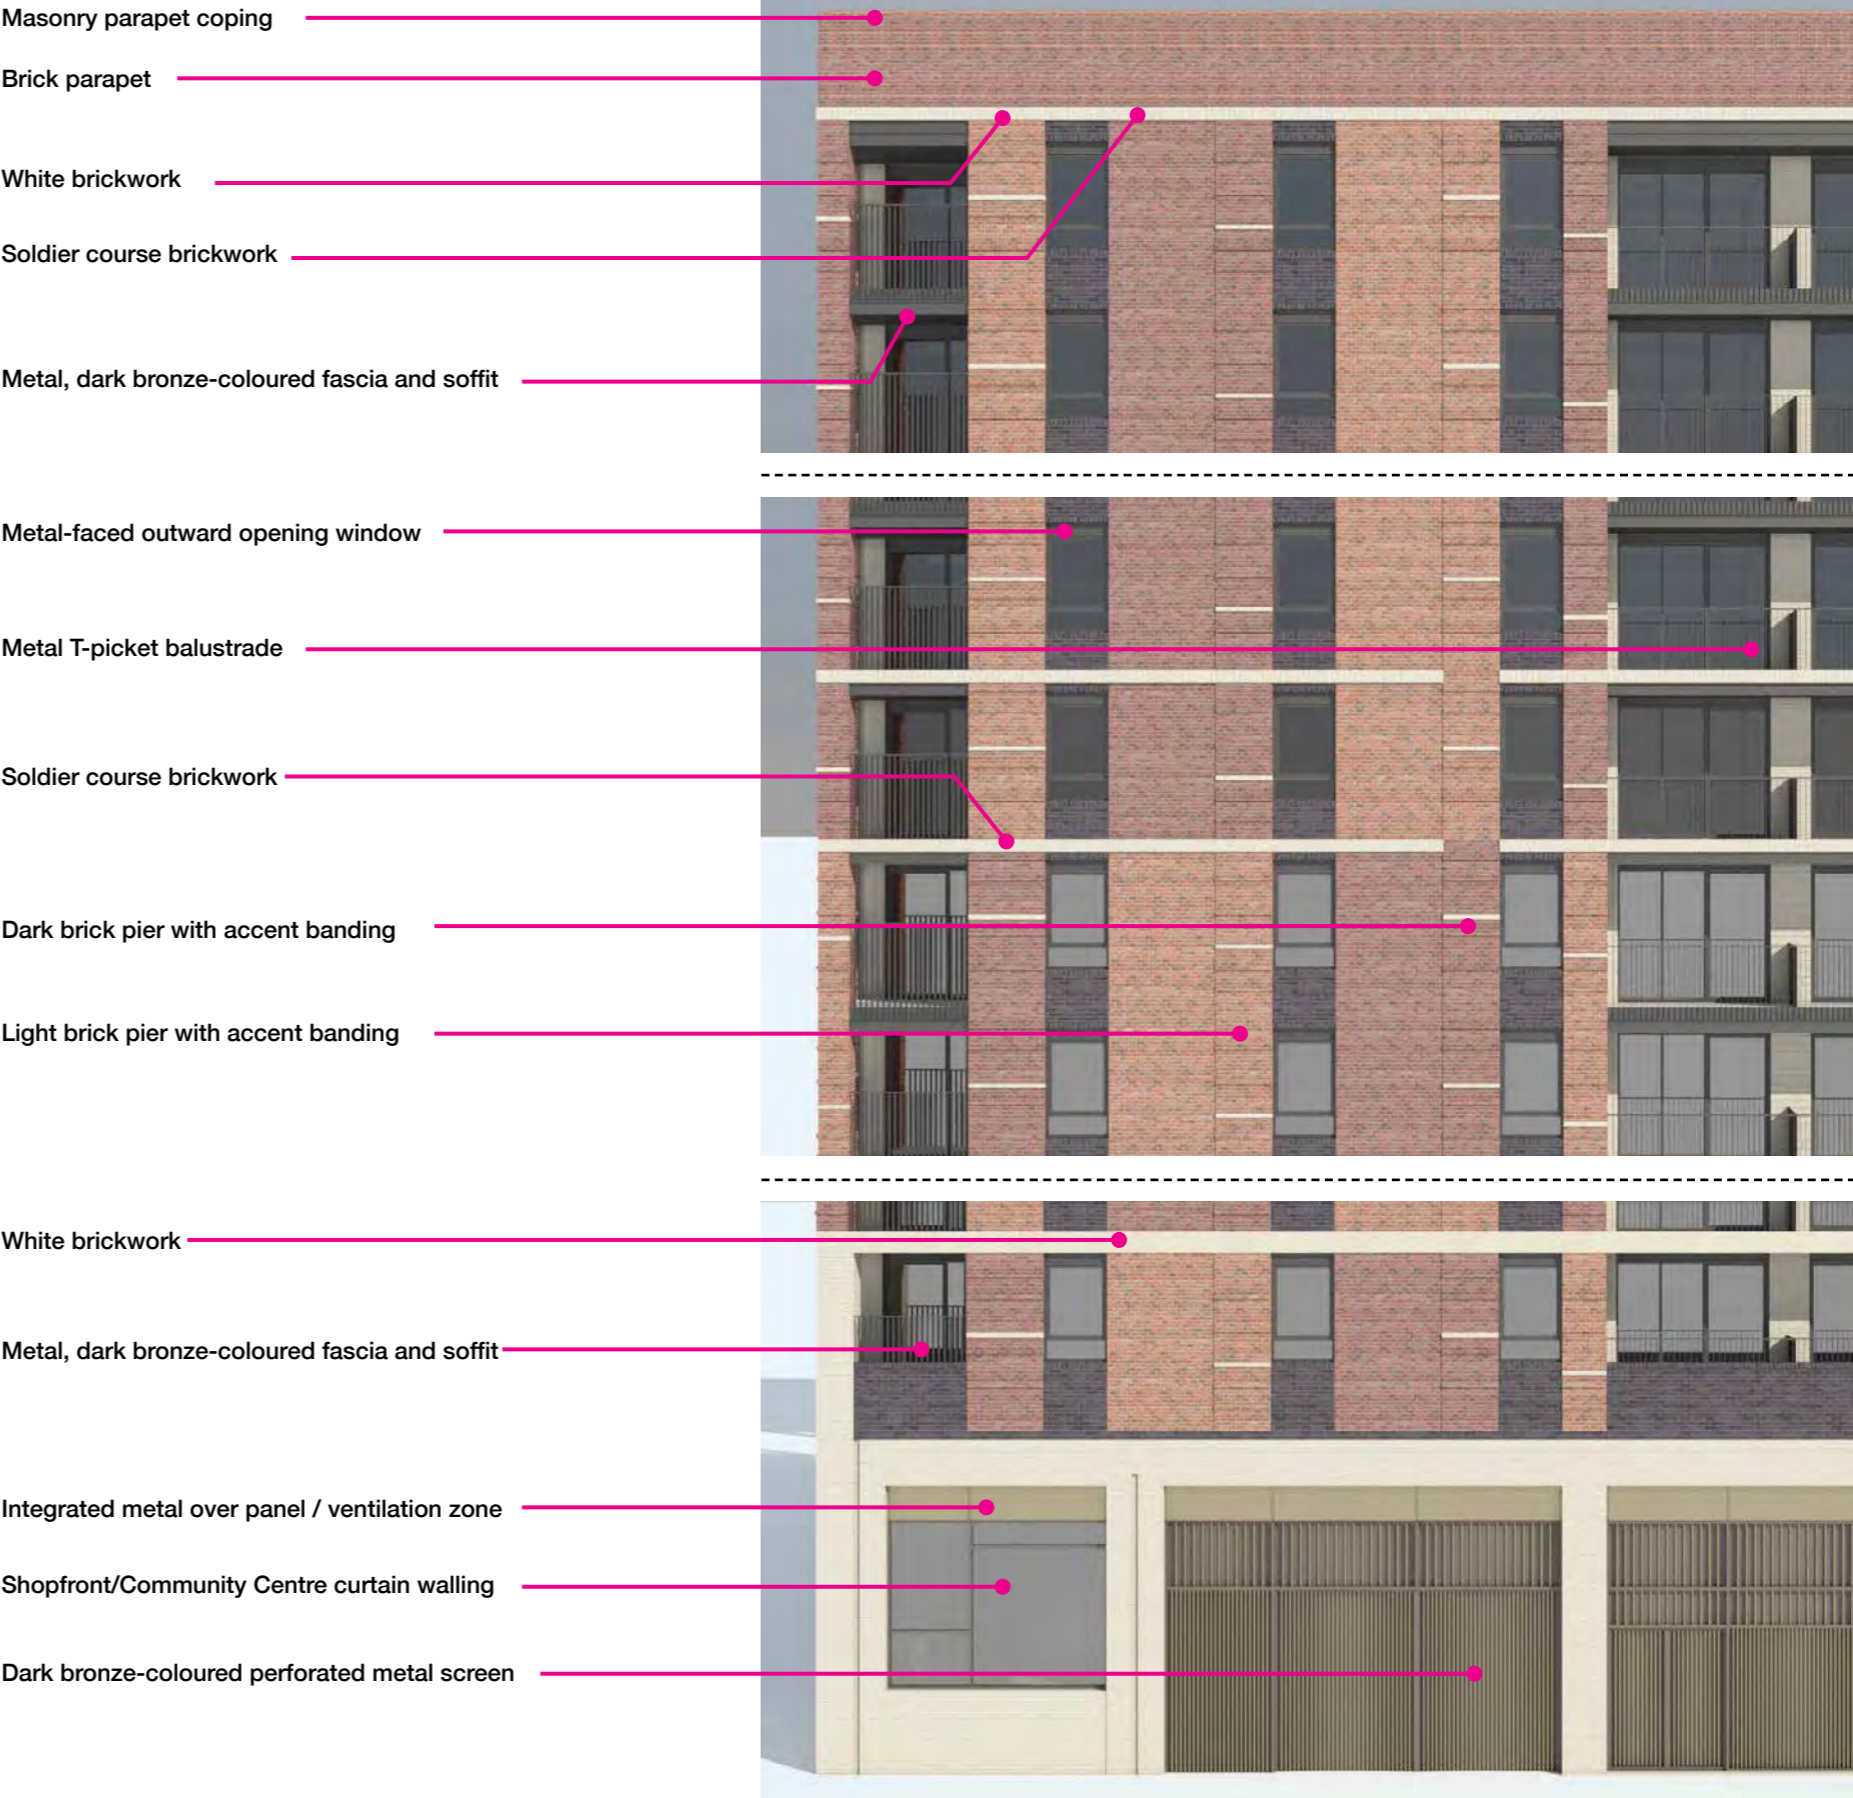 Masonry parapet coping
Brick parapet
White brickwork
Soldier course brickwork
Metal, dark bronze-coloured fascia and soffit
Metal-faced outward opening window
Metal T-picket balustrade
Soldier course brickwork
Dark brick pier with accent banding
Light brick pier with accent banding
White brickwork
Metal, dark bronze-coloured fascia and soffit
Integrated metal over panel / ventilation zone
Shopfront/Community Centre curtain walling
Dark bronze-coloured perforated metal screen